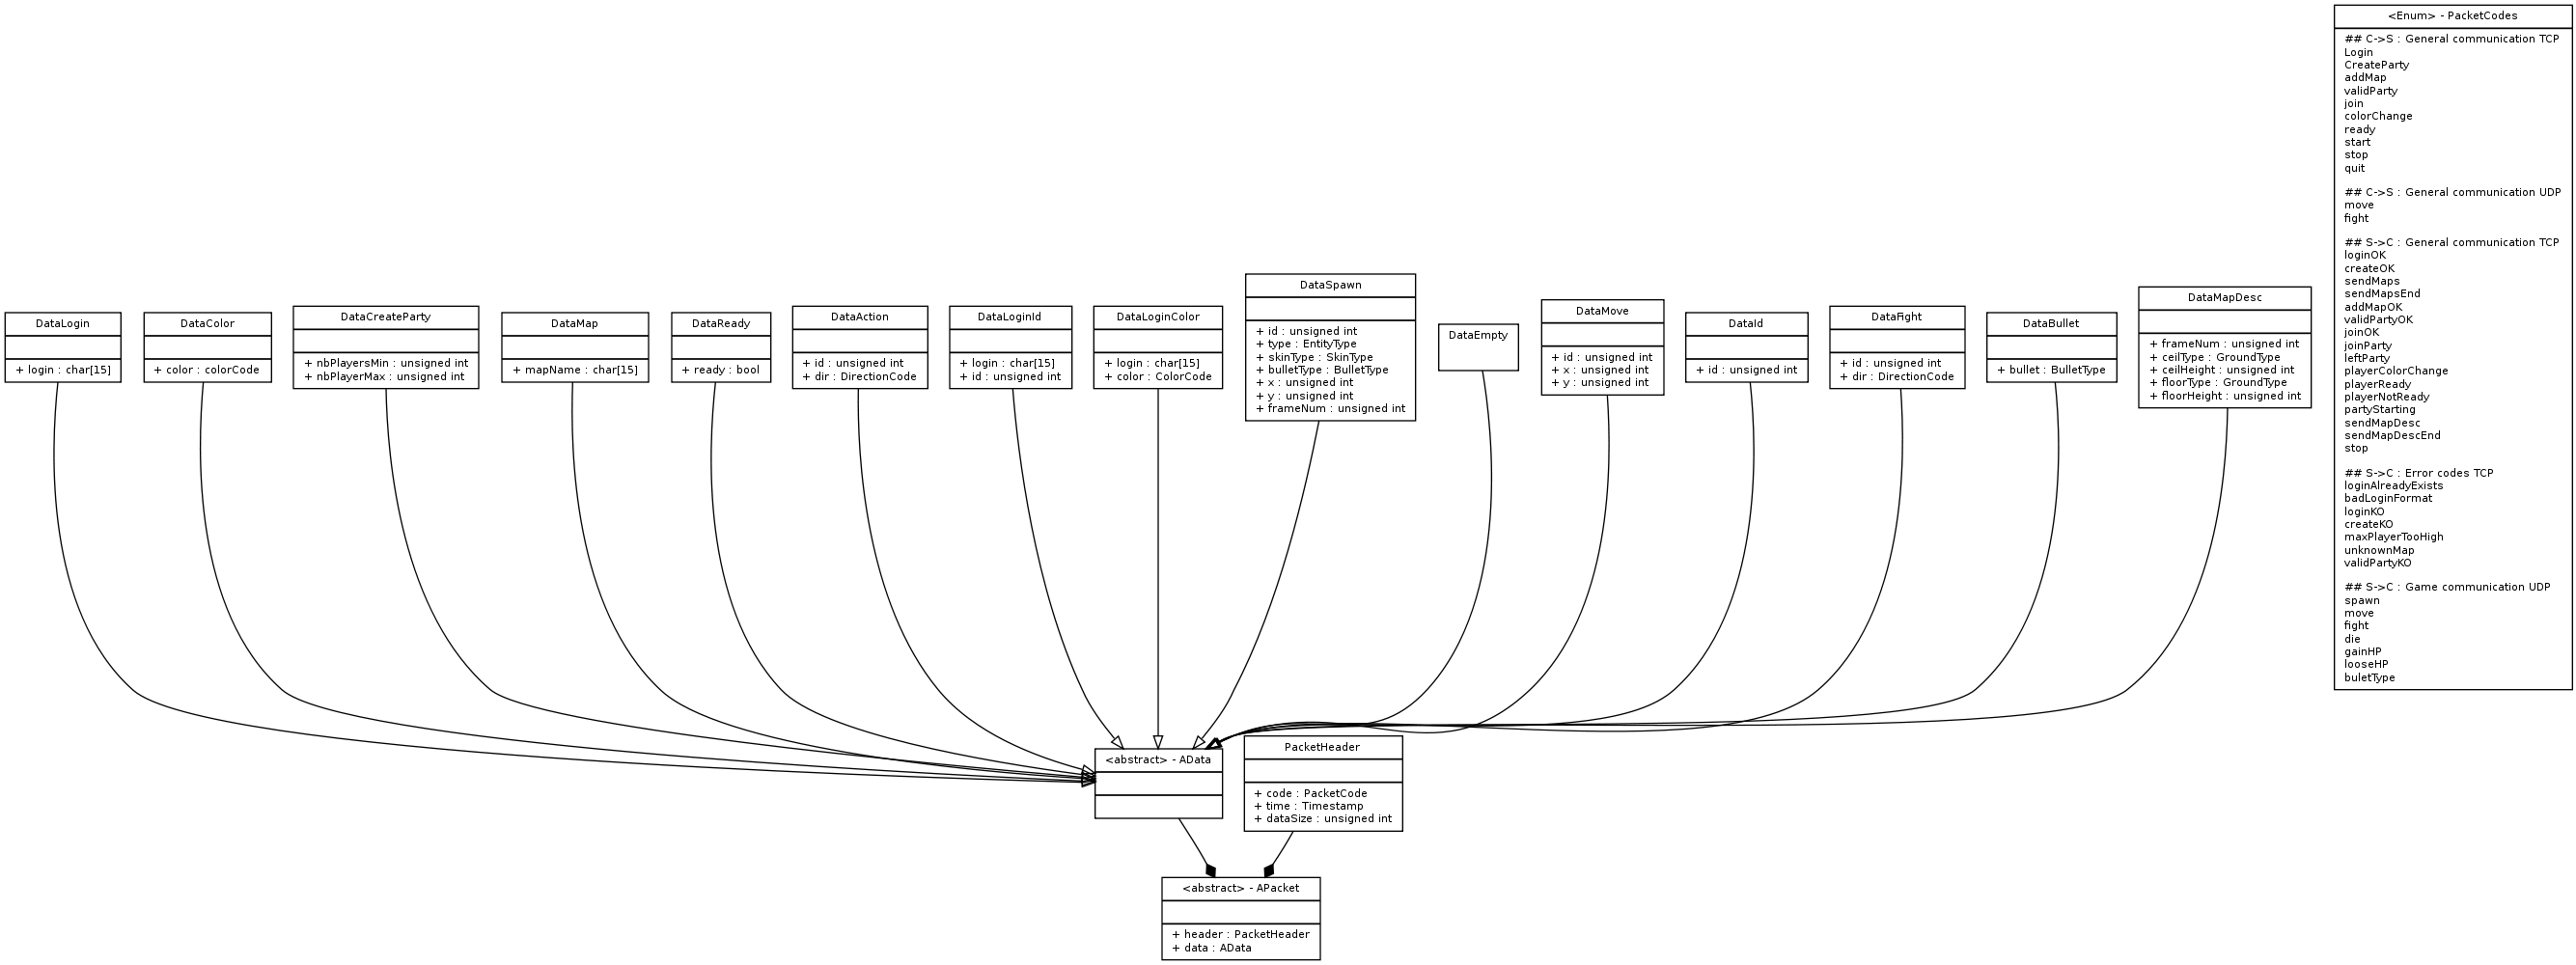 <Enum> - PacketCodes
## C->S : General communication TCP
Login
CreateParty
addMap
validParty
join
colorChange
ready
start
stop
quit
## C->S : General communication UDP
move
fight
## S->C : General communication TCP
loginOK
createOK
sendMaps
sendMapsEnd
addMapOK
validPartyOK
joinOK
joinParty
leftParty
playerColorChange
playerReady
playerNotReady
partyStarting
sendMapDesc
sendMapDescEnd
stop
## S->C : Error codes TCP
loginAlreadyExists
badLoginFormat
loginKO
createKO
maxPlayerTooHigh
unknownMap
validPartyKO
## S->C : Game communication UDP
spawn
move
fight
die
gainHP
looseHP
buletType
DataLogin
+ login : char[15]
DataColor
+ color : colorCode
DataCreateParty
+ nbPlayersMin : unsigned int
+ nbPlayerMax : unsigned int
DataMap
+ mapName : char[15]
DataReady
+ ready : bool
DataAction
+ id : unsigned int
+ dir : DirectionCode
DataLoginId
+ login : char[15]
+ id : unsigned int
DataLoginColor
+ login : char[15]
+ color : ColorCode
DataSpawn
+ id : unsigned int
+ type : EntityType
+ skinType : SkinType
+ bulletType : BulletType
+ x : unsigned int
+ y : unsigned int
+ frameNum : unsigned int
DataEmpty
DataMove
+ id : unsigned int
+ x : unsigned int
+ y : unsigned int
DataId
+ id : unsigned int
DataFight
+ id : unsigned int
+ dir : DirectionCode
DataBullet
+ bullet : BulletType
DataMapDesc
+ frameNum : unsigned int
+ ceilType : GroundType
+ ceilHeight : unsigned int
+ floorType : GroundType
+ floorHeight : unsigned int
<abstract> - AData
PacketHeader
+ code : PacketCode
+ time : Timestamp
+ dataSize : unsigned int
<abstract> - APacket
+ header : PacketHeader
+ data : AData